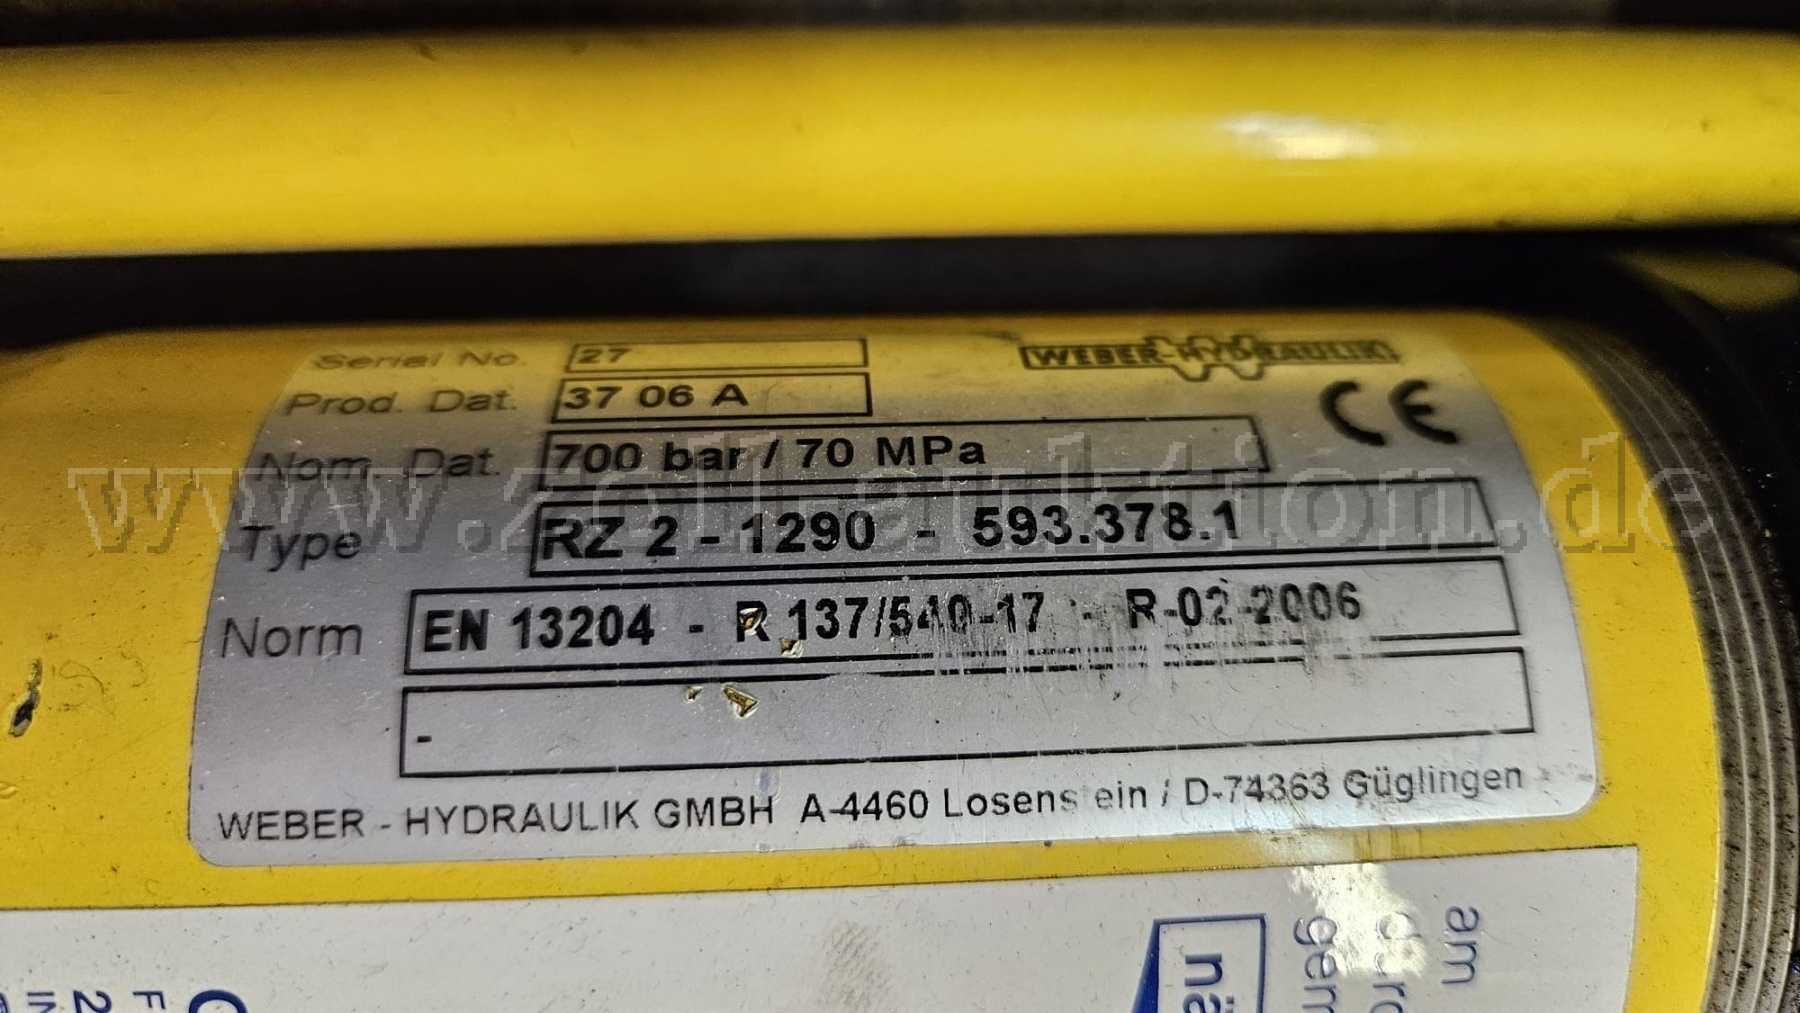 Serial No. 27
WEBER-HYDRAULIK
Prod. Dat. 37 06 A
CE
Nom. Dat. 700 bar / 70 MPa
www.zoll-auktion.de
Type RZ 2 - 1290 - 593.378.1
Norm EN 13204 - R 137/540-17 - R-02-2006
-
WEBER - HYDRAULIK GMBH A-4460 Losenstein / D-74363 Güglingen
am
gem
nä